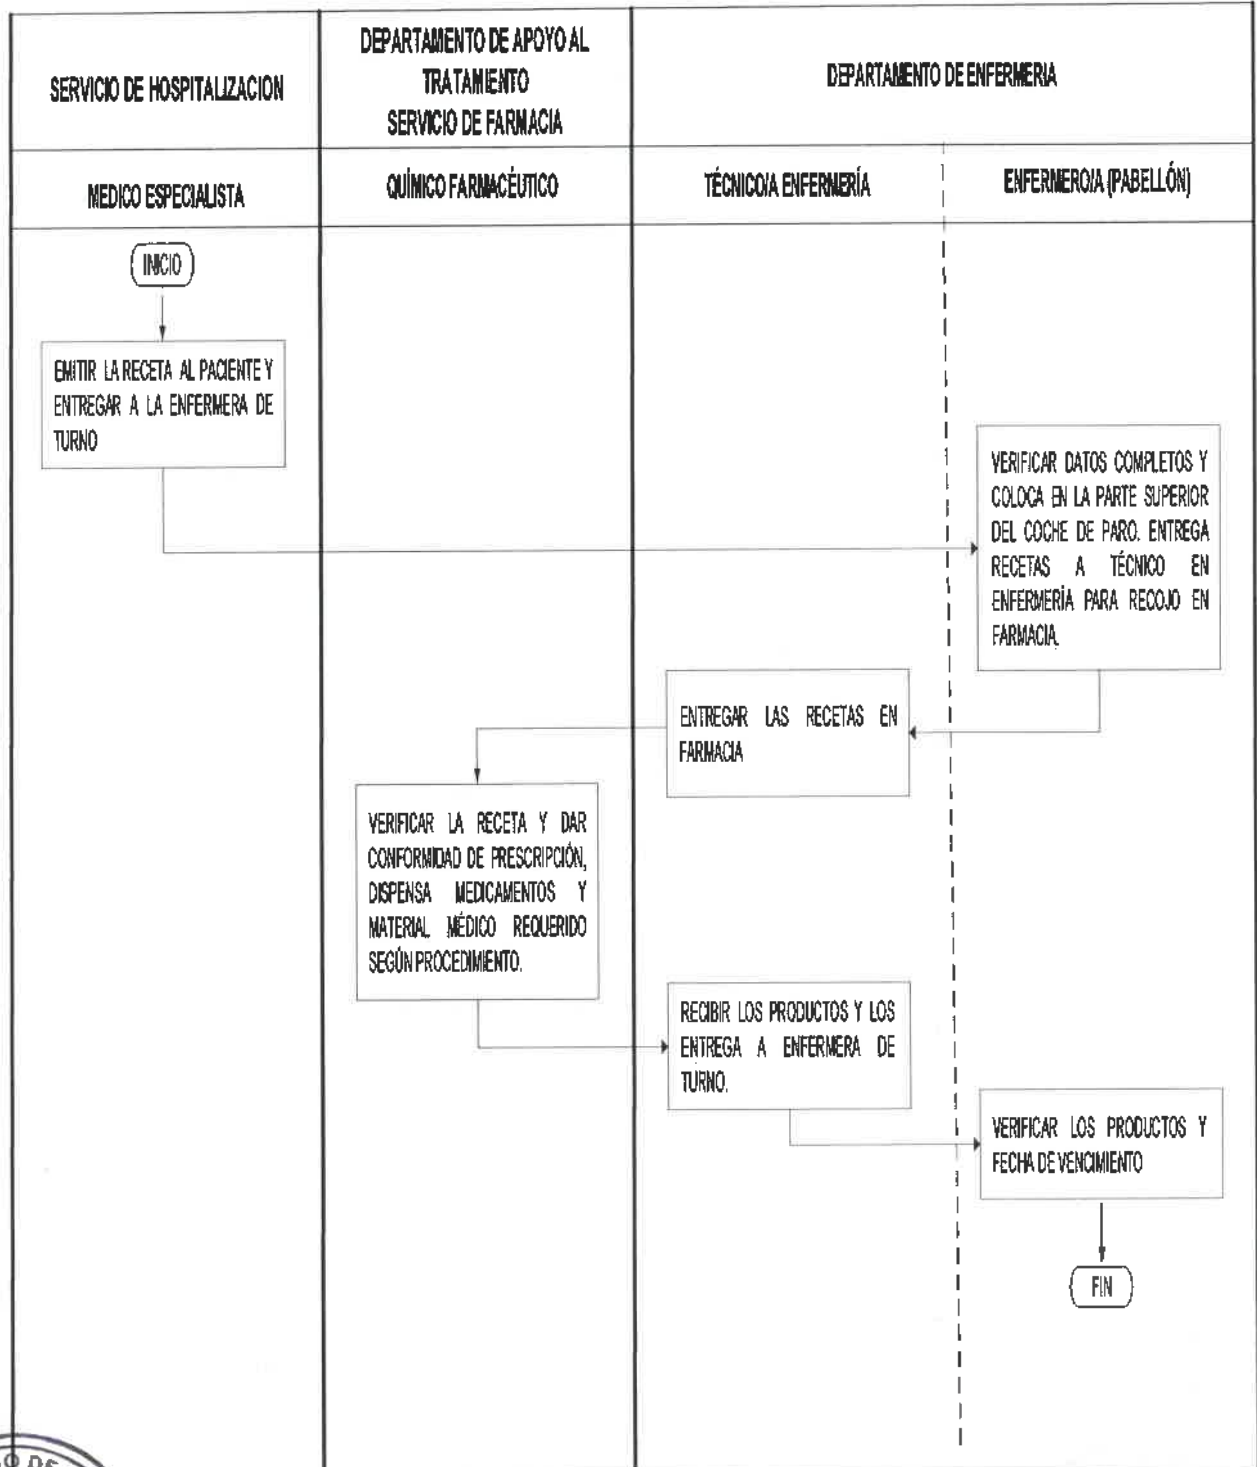 SERVICIO DE HOSPITALIZACION
DEPARTAMENTO DE APOYO AL
TRATAMIENTO
SERVICIO DE FARMACIA
DEPARTAMENTO DE ENFERMERIA
MEDICO ESPECIALISTA
QUÍMICO FARMACÉUTICO
TÉCNICO/A ENFERMERÍA
ENFERMERO/A (PABELLÓN)
INICIO
EMITIR LA RECETA AL PACIENTE Y
ENTREGAR A LA ENFERMERA DE
TURNO
VERIFICAR DATOS COMPLETOS Y
COLOCA EN LA PARTE SUPERIOR
DEL COCHE DE PARO. ENTREGA
RECETAS A TÉCNICO EN
ENFERMERÍA PARA RECOJO EN
FARMACIA.
ENTREGAR LAS RECETAS EN
FARMACIA
VERIFICAR LA RECETA Y DAR
CONFORMIDAD DE PRESCRIPCIÓN,
DISPENSA MEDICAMENTOS Y
MATERIAL MÉDICO REQUERIDO
SEGÚN PROCEDIMIENTO.
RECIBIR LOS PRODUCTOS Y LOS
ENTREGA A ENFERMERA DE
TURNO.
VERIFICAR LOS PRODUCTOS Y
FECHA DE VENCIMIENTO
FIN
DE